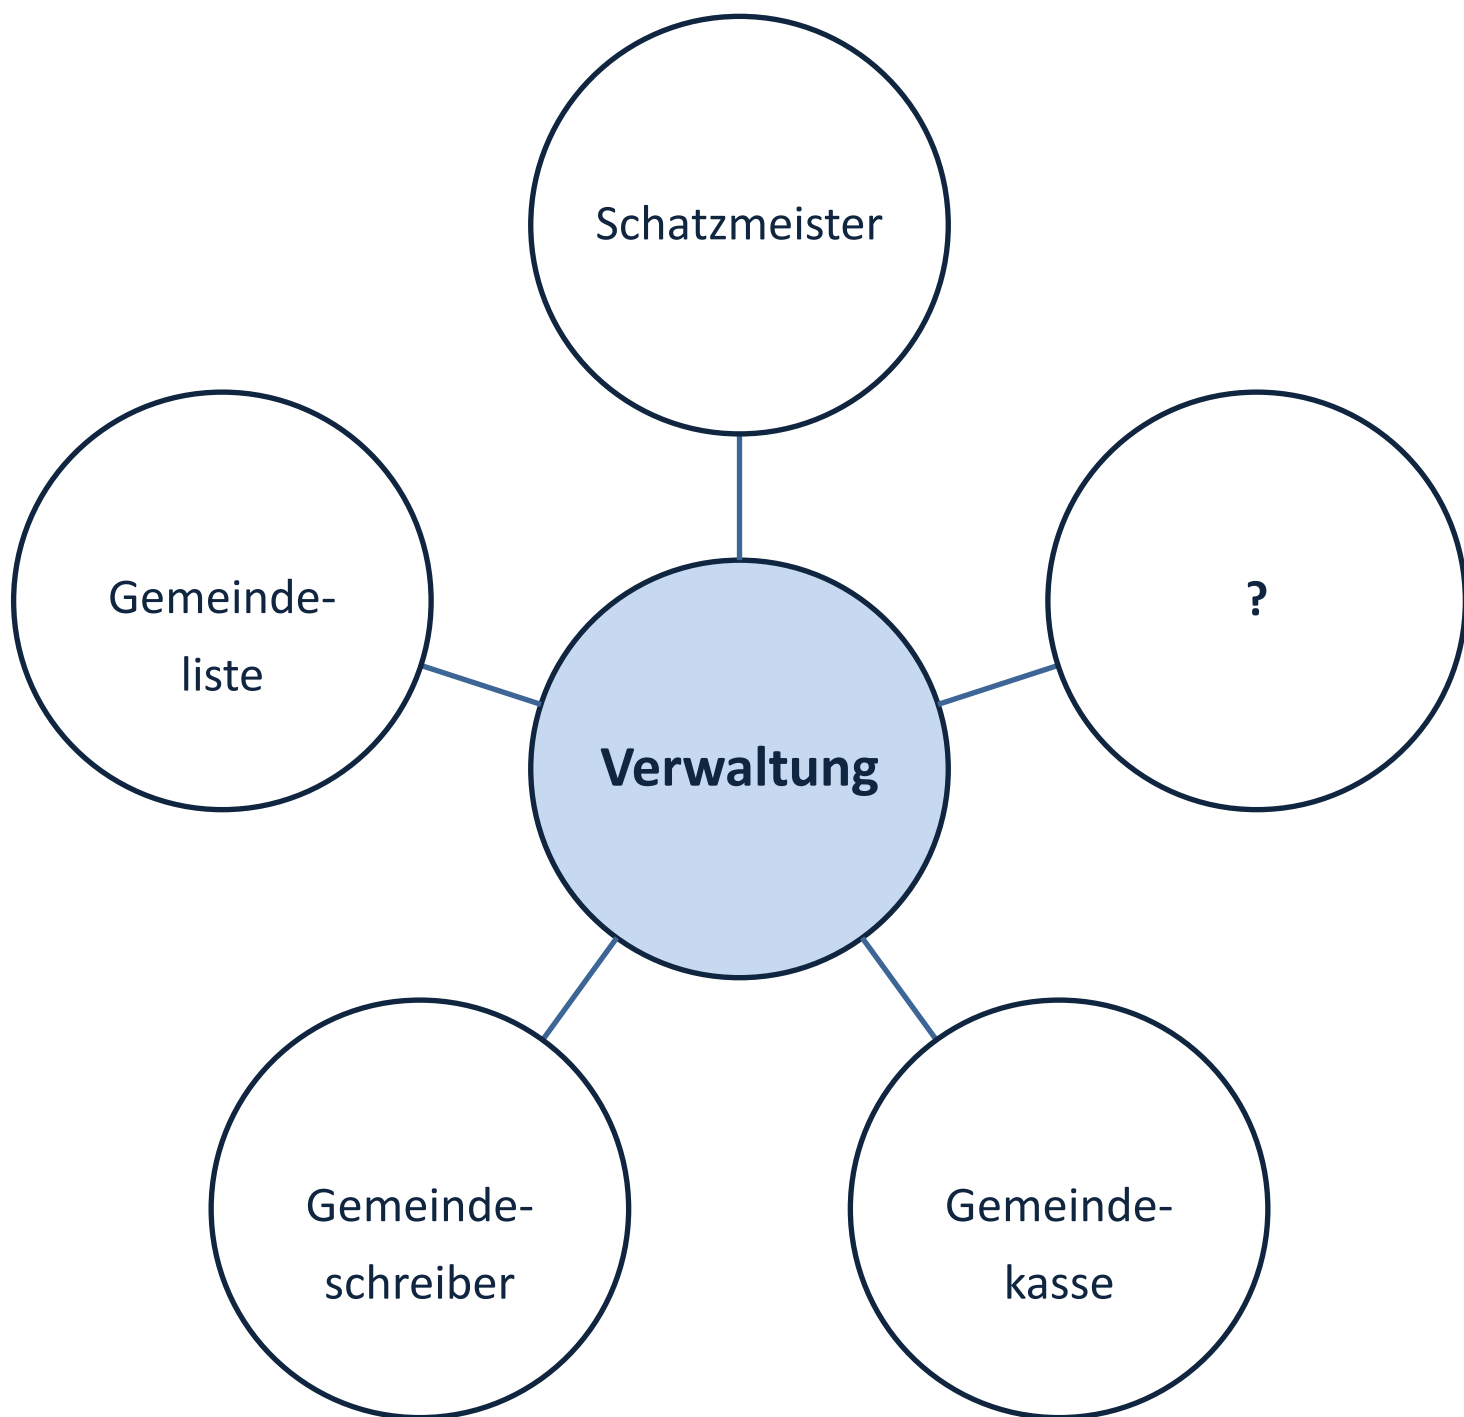 Schatzmeister
?
Gemeinde-
liste
Verwaltung
Gemeinde-
schreiber
Gemeinde-
kasse